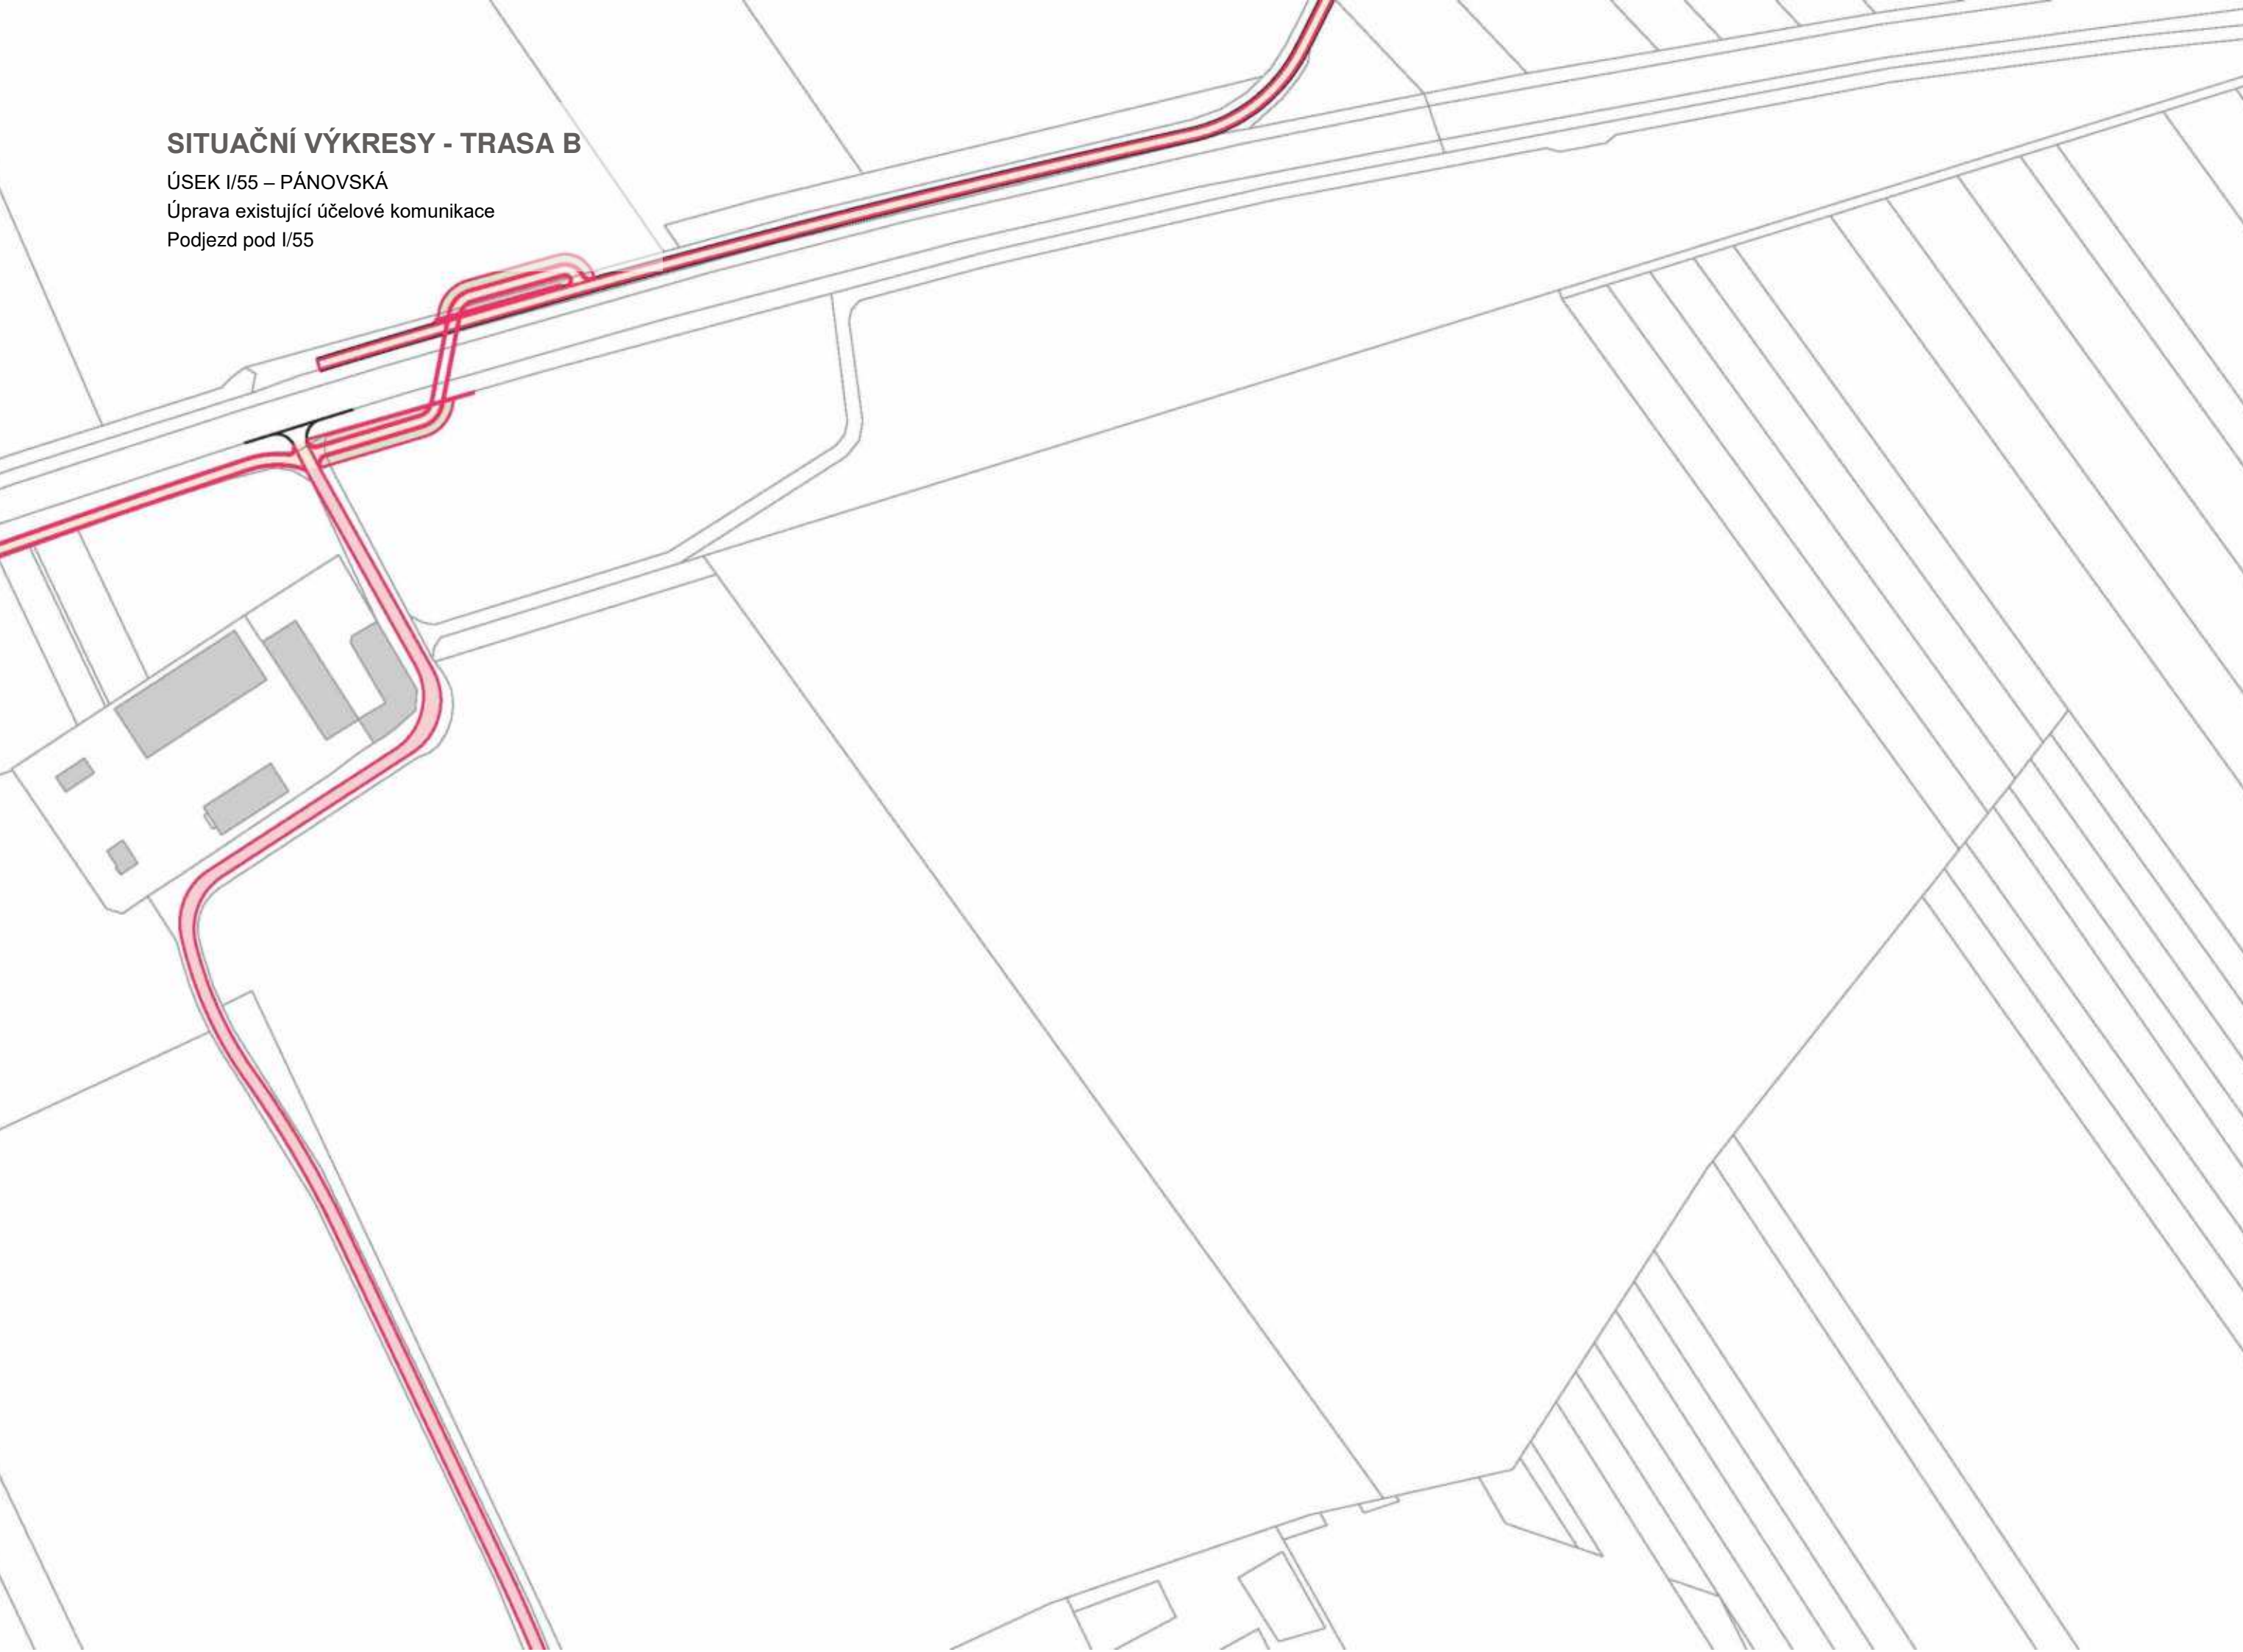 SITUAČNÍ VÝKRESY - TRASA B
ÚSEK I/55 – PÁNOVSKÁ
Úprava existující účelové komunikace
Podjezd pod I/55